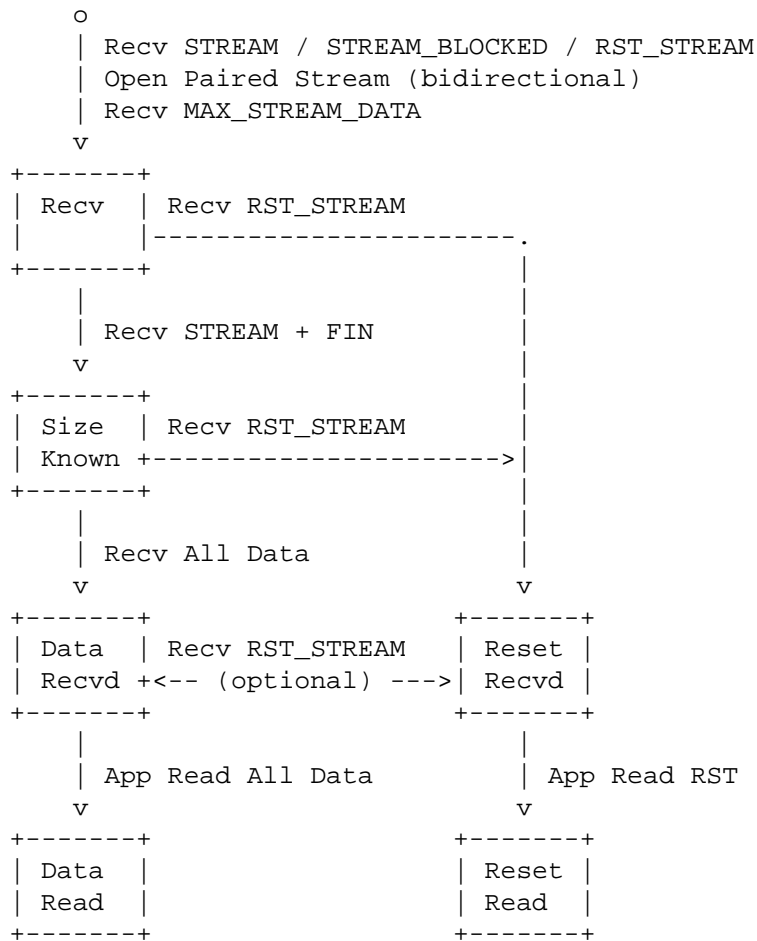 o
| Recv STREAM / STREAM_BLOCKED / RST_STREAM
| Open Paired Stream (bidirectional)
| Recv MAX_STREAM_DATA
v
+-------+
| Recv  | Recv RST_STREAM
|       |-----------------------.
+-------+                       |
|                           |
| Recv STREAM + FIN         |
v                           |
+-------+                       |
| Size  | Recv RST_STREAM       |
| Known +---------------------->|
+-------+                       |
|                           |
| Recv All Data             |
v                           v
+-------+                   +-------+
| Data  | Recv RST_STREAM   | Reset |
| Recvd +<-- (optional) --->| Recvd |
+-------+                   +-------+
|                           |
| App Read All Data         | App Read RST
v                           v
+-------+                   +-------+
| Data  |                   | Reset |
| Read  |                   | Read  |
+-------+                   +-------+